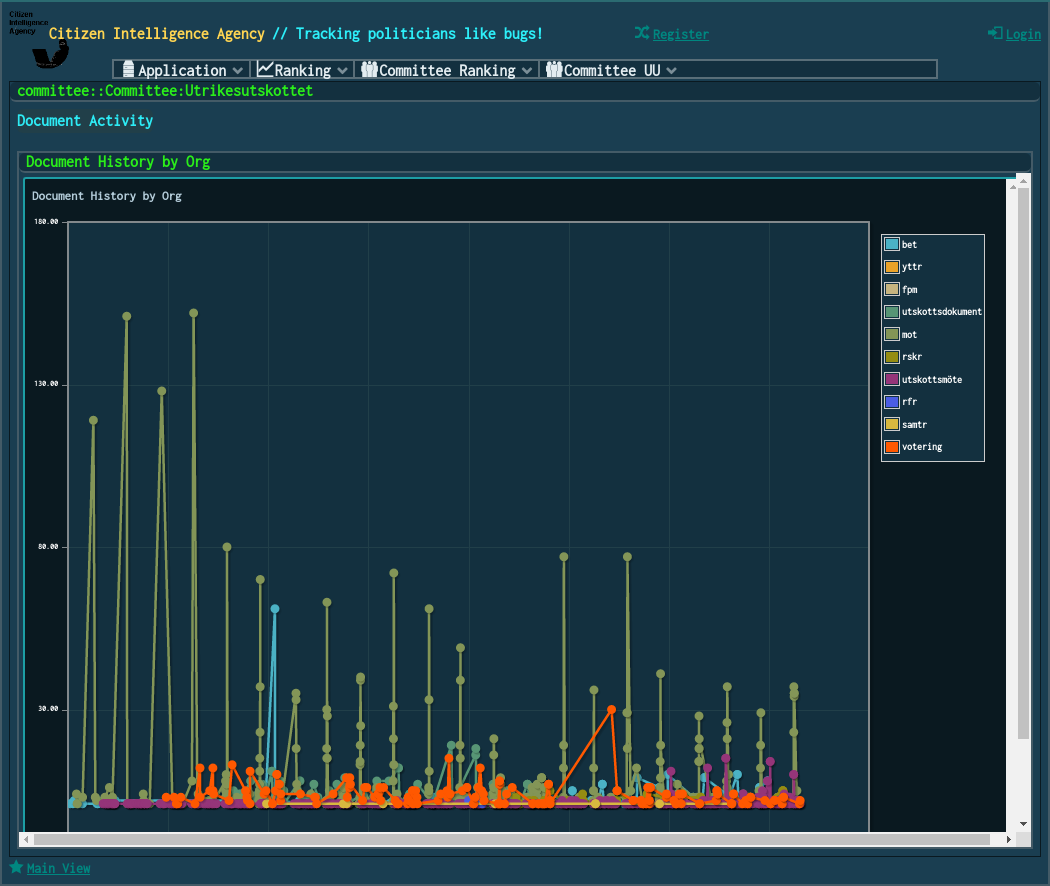 Citizen
Intelligence
Agency
Citizen Intelligence Agency // Tracking politicians like bugs!
Register
Login
Application
Ranking
Committee Ranking
Committee UU
committee::Committee:Utrikesutskottet
Document Activity
Document History by Org
Document History by Org
180.00
130.00
80.00
30.00
bet
yttr
fpm
utskottsdokument
mot
rskr
utskottsmöte
rfr
samtr
votering
Main View